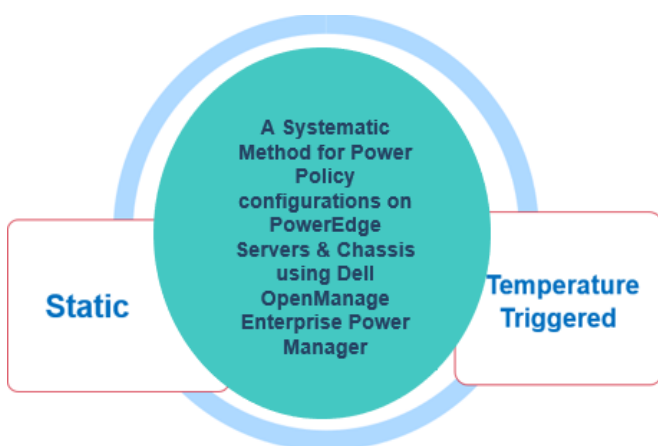 A Systematic
Method for Power
Policy
configurations on
PowerEdge
Servers & Chassis
using Dell
OpenManage
Enterprise Power
Manager
Static
Temperature
Triggered